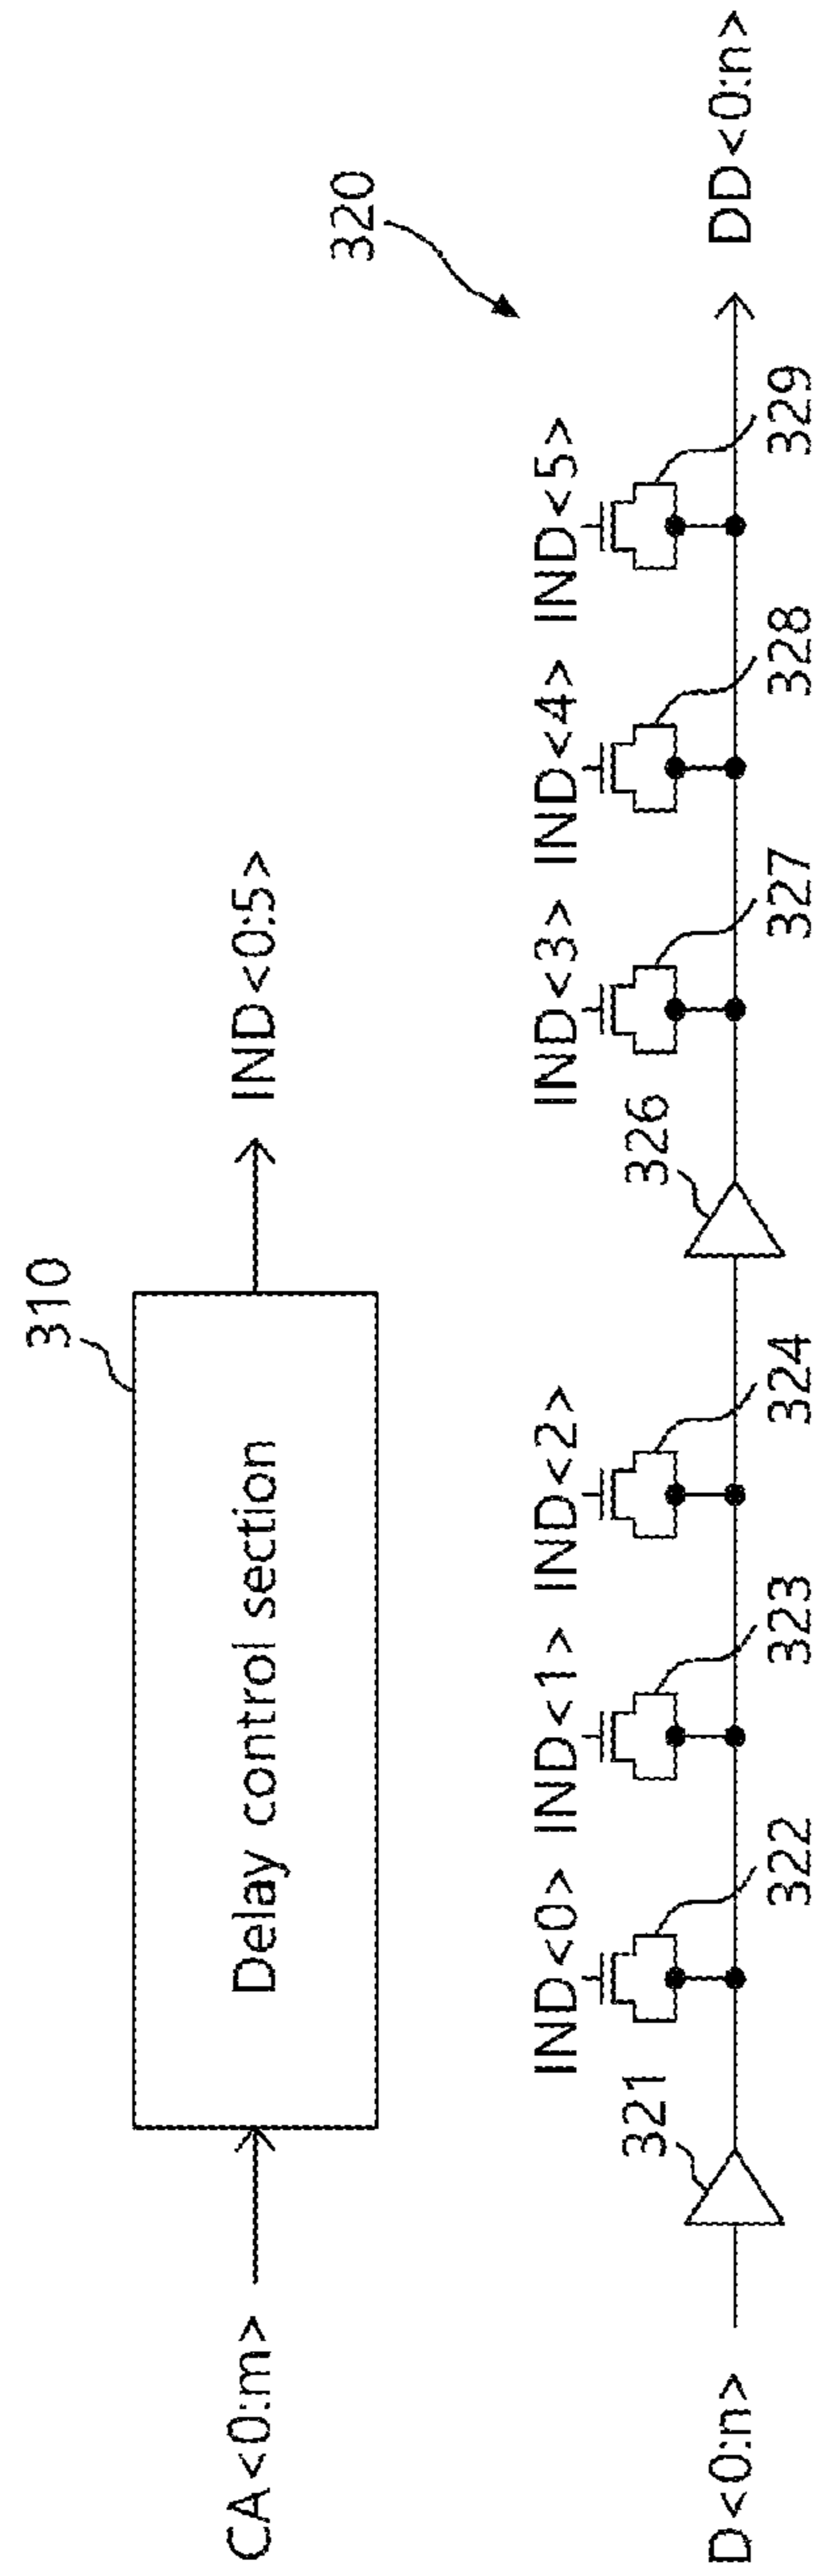 310
CA<0:m>
Delay control section
IND<0:5>
320
IND<0>
IND<1>
IND<2>
IND<3>
IND<4>
IND<5>
321
326
D<0:n>
DD<0:n>
322
323
324
327
328
329